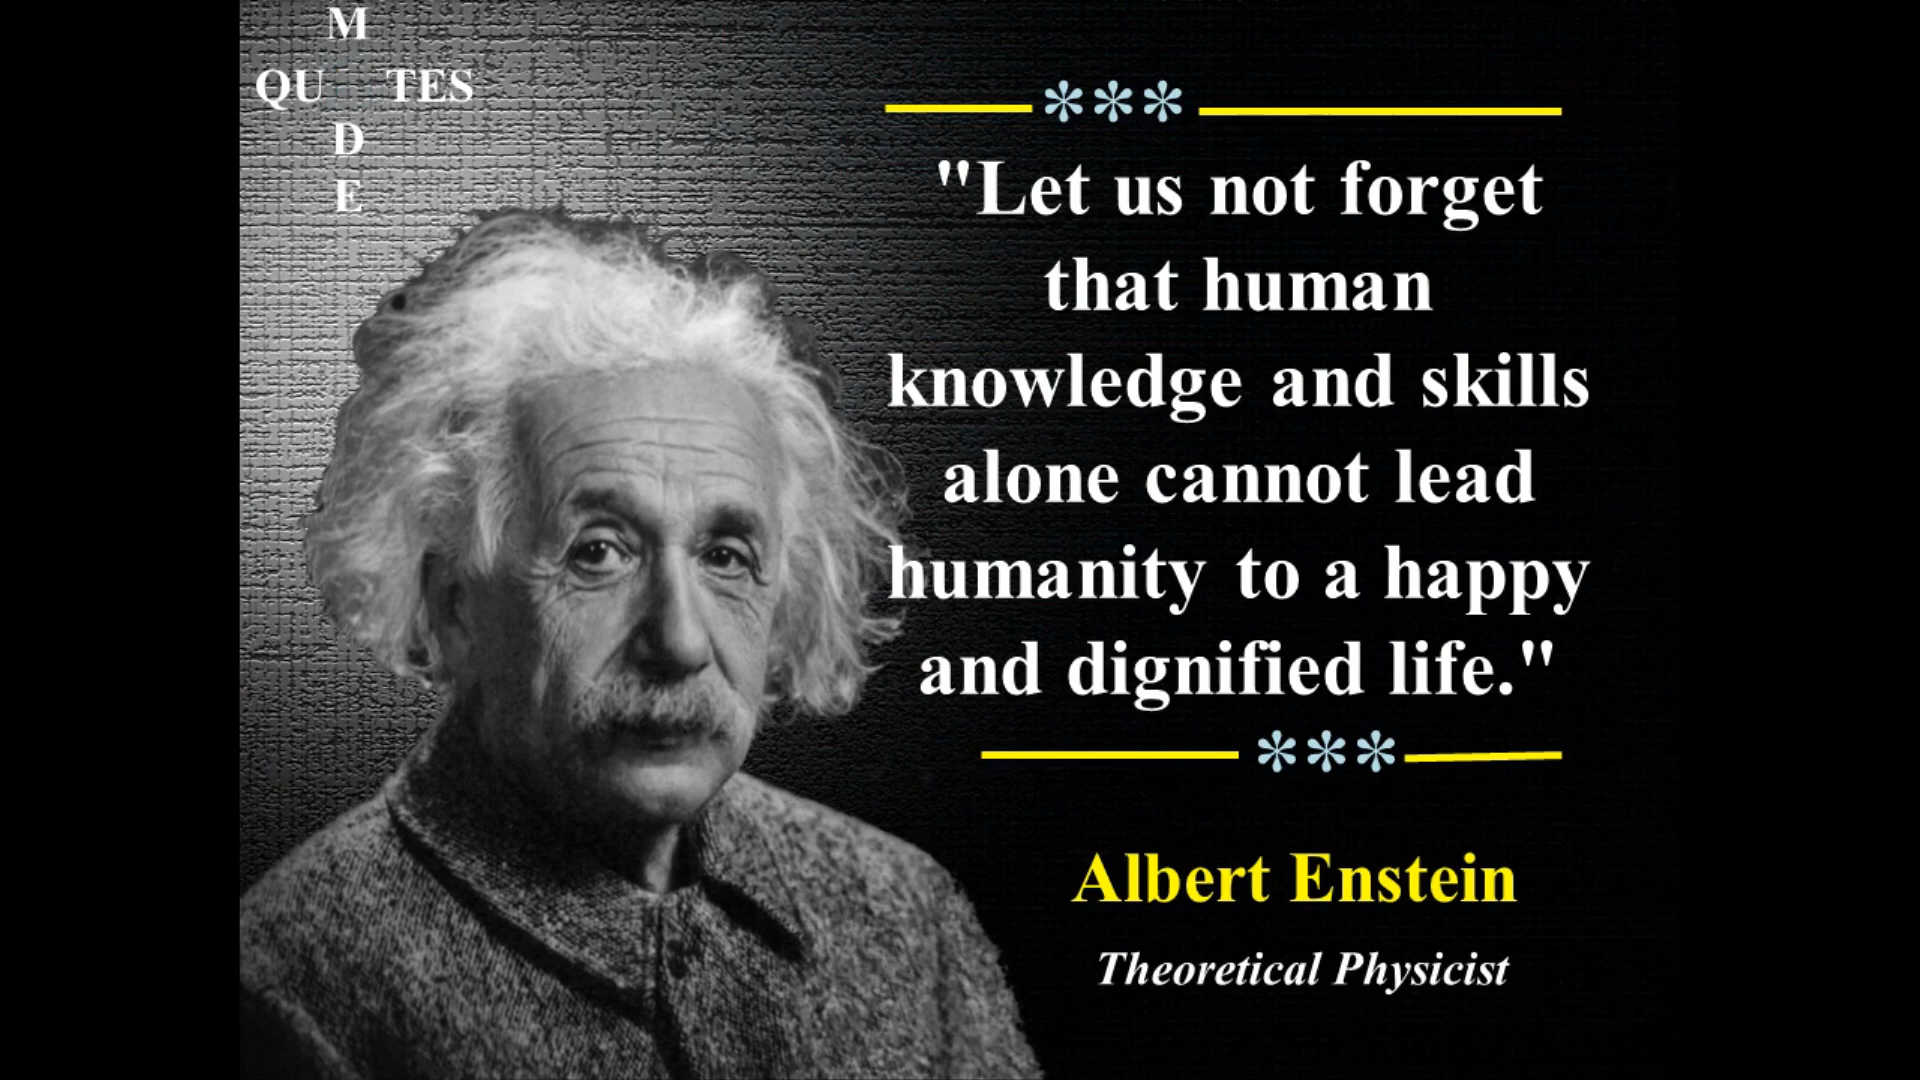 M
QU TES
D
E
***
"Let us not forget
that human
knowledge and skills
alone cannot lead
humanity to a happy
and dignified life."
***
Albert Enstein
Theoretical Physicist